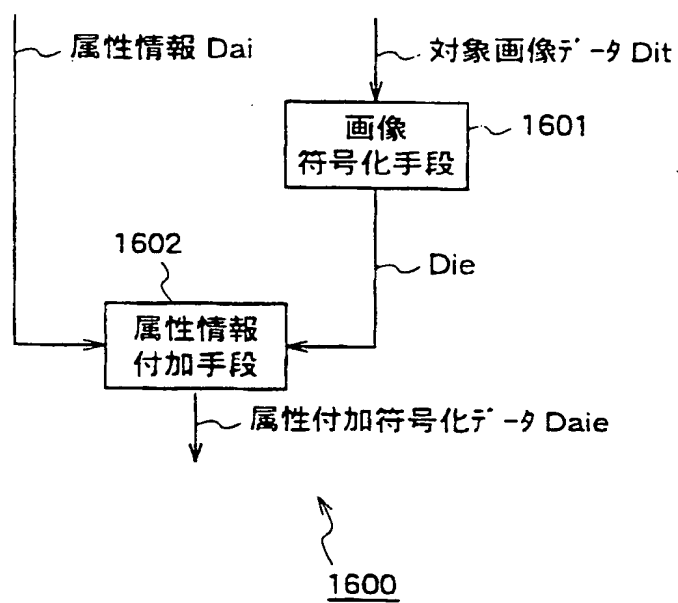 属性情報 Dai
対象画像データ Dit
画像
符号化手段
1601
1602
Die
属性情報
付加手段
属性付加符号化データ Daie
1600